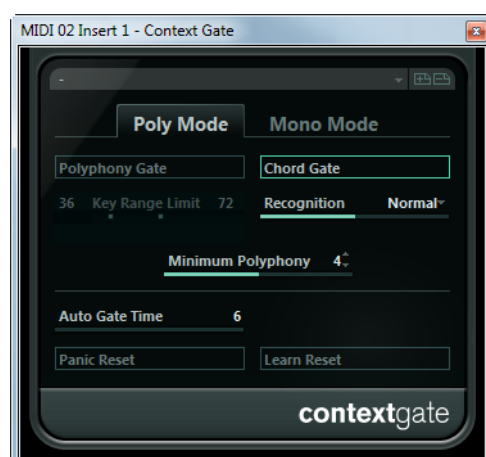 MIDI 02 Insert 1 - Context Gate
-
Poly Mode Mono Mode
Polyphony Gate Chord Gate
36 Key Range Limit 72 Recognition Normal
Minimum Polyphony 4
Auto Gate Time 6
Panic Reset Learn Reset
contextgate